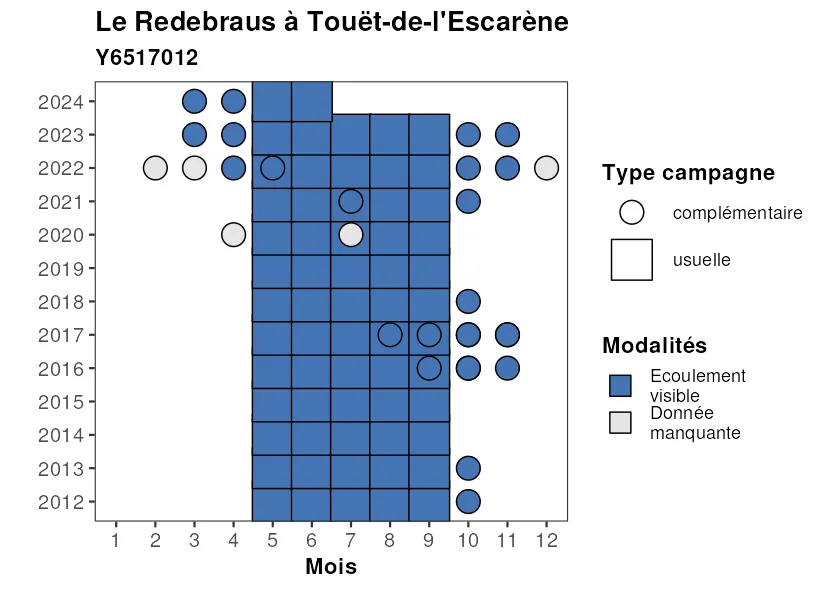 Le Redebraus à Touët-de-l'Escarène
Y6517012
2024
2023
2022
2021
2020
2019
2018
2017
2016
2015
2014
2013
2012
1 2 3 4 5 6 7 8 9 10 11 12
Mois
Type campagne
complémentaire
usuelle
Modalités
Ecoulement
visible
Donnée
manquante